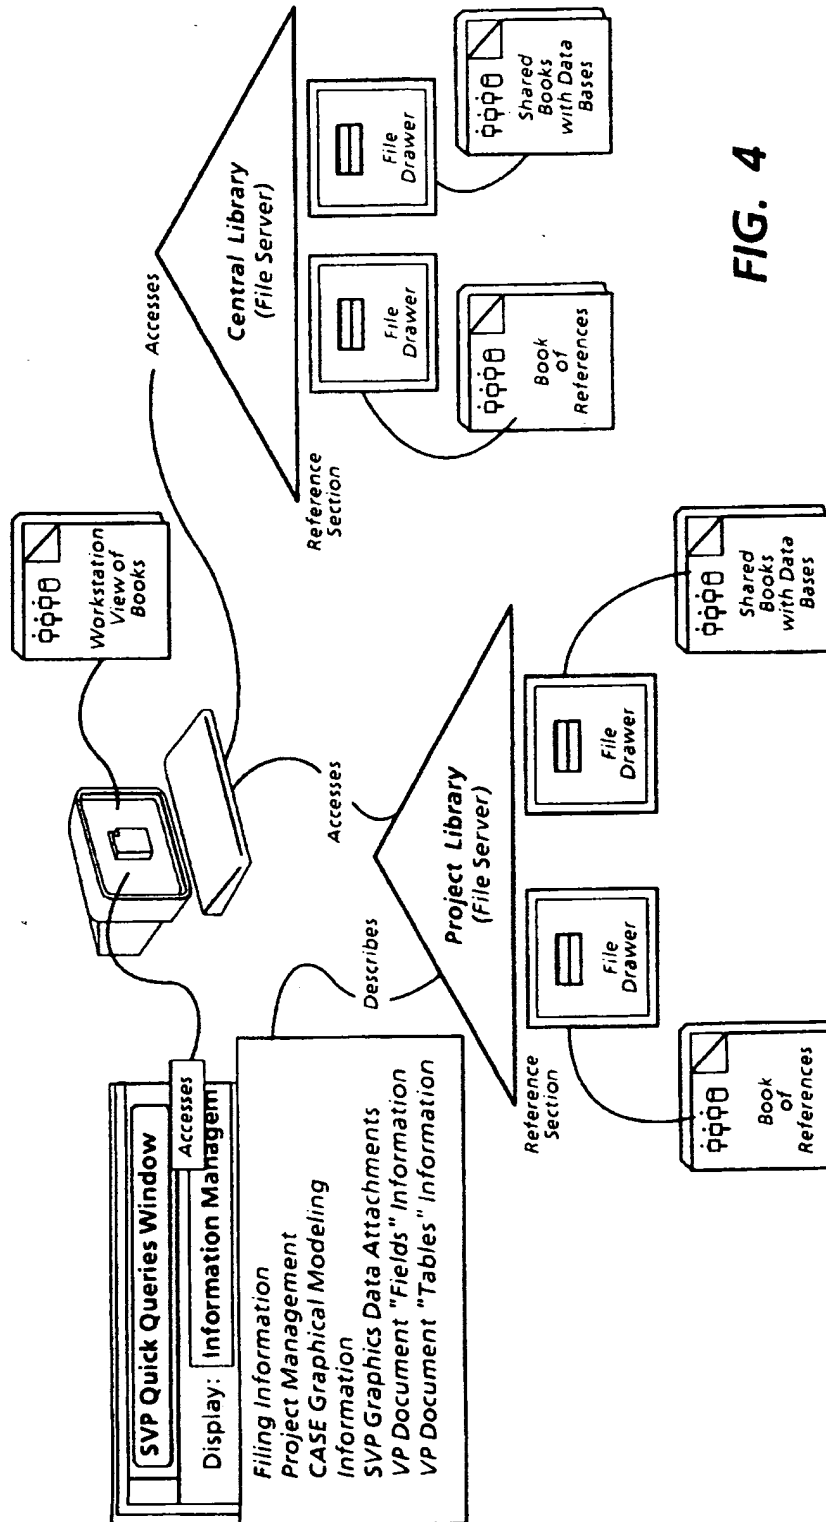 SVP Quick Queries Window
Display:
Information Managem
Accesses
Filing Information
Project Management
CASE Graphical Modeling
Information
SVP Graphics Data Attachments
VP Document "Fields" Information
VP Document "Tables" Information
Describes
Accesses
Workstation
View of
Books
Accesses
Project Library
(File Server)
Reference
Section
File
Drawer
File
Drawer
Book
of
References
Shared
Books
with Data
Bases
Central Library
(File Server)
Reference
Section
File
Drawer
File
Drawer
Book
of
References
Shared
Books
with Data
Bases
FIG. 4